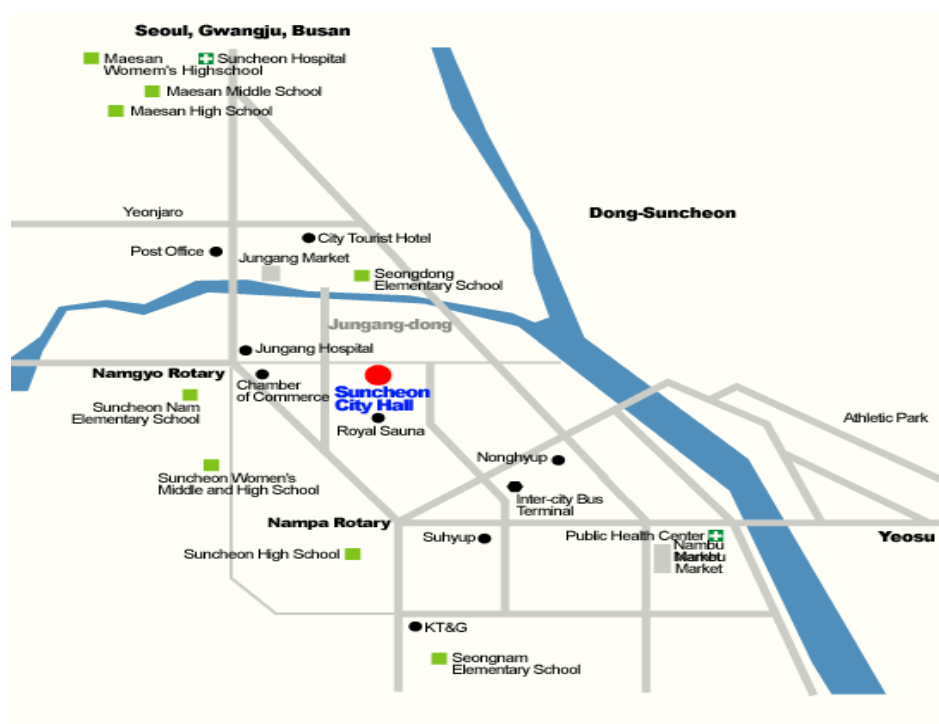 Seoul, Gwangju, Busan
Maesan
Womem's Highschool
Suncheon Hospital
Maesan Middle School
Maesan High School
Yeonjaro
Dong-Suncheon
City Tourist Hotel
Post Office
Jungang Market
Seongdong
Elementary School
Jungang-dong
Jungang Hospital
Namgyo Rotary
Chamber
of Commerce
Suncheon
City Hall
Suncheon Nam
Elementary School
Royal Sauna
Athletic Park
Nonghyup
Suncheon Women's
Middle and High School
Inter-city Bus
Terminal
Nampa Rotary
Suhyup
Public Health Center
Yeosu
Nambu
Market
Nambu
Market
Suncheon High School
KT&G
Seongnam
Elementary School